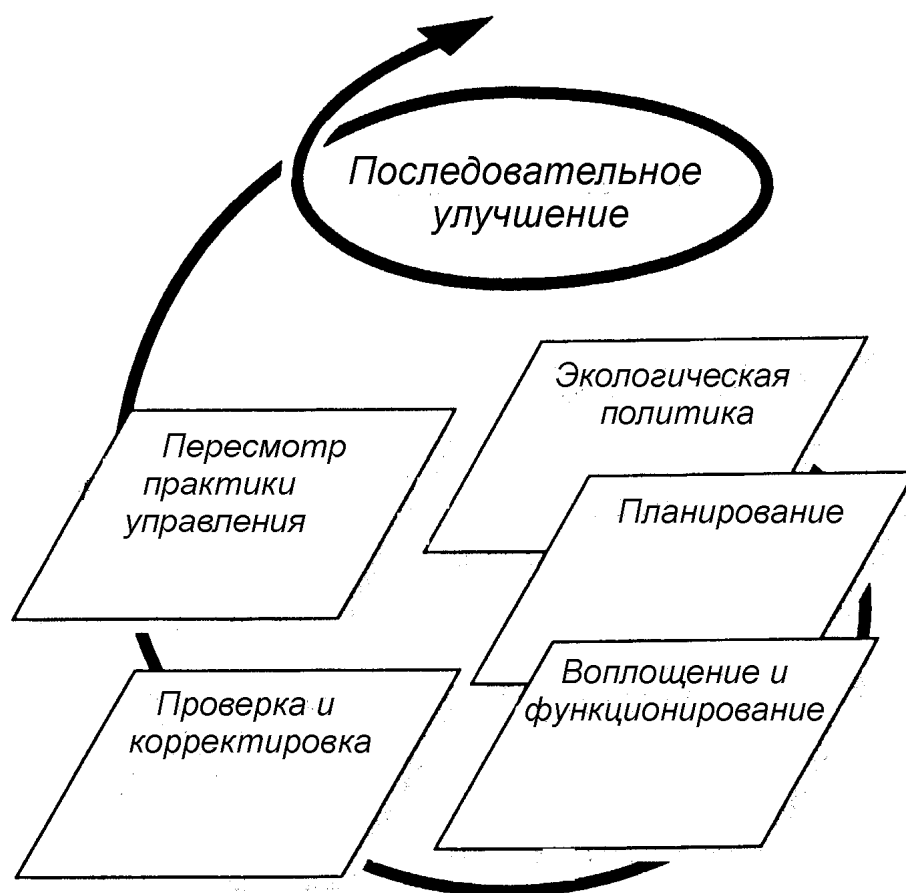 Последовательное
улучшение
Экологическая
политика
Планирование
Воплощение и
функционирование
Проверка и
корректировка
Пересмотр
практики
управления